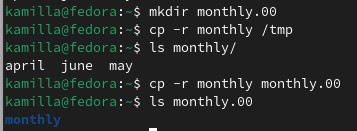 kamilla@fedora:~$ mkdir monthly.00
kamilla@fedora:~$ cp -r monthly /tmp
kamilla@fedora:~$ ls monthly/
april  june  may
kamilla@fedora:~$ cp -r monthly monthly.00
kamilla@fedora:~$ ls monthly.00
monthly